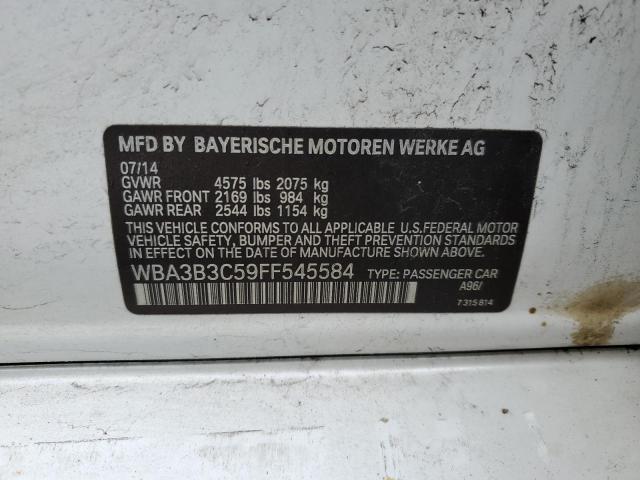 MFD BY BAYERISCHE MOTOREN WERKE AG
07/14
GVWR 4575 lbs 2075 kg
GAWR FRONT 2169 lbs 984 kg
GAWR REAR 2544 lbs 1154 kg
THIS VEHICLE CONFORMS TO ALL APPLICABLE U.S.FEDERAL MOTOR
VEHICLE SAFETY, BUMPER AND THEFT PREVENTION STANDARDS
IN EFFECT ON THE DATE OF MANUFACTURE SHOWN ABOVE.
WBA3B3C59FF545584 TYPE: PASSENGER CAR
A96/
7 315 814